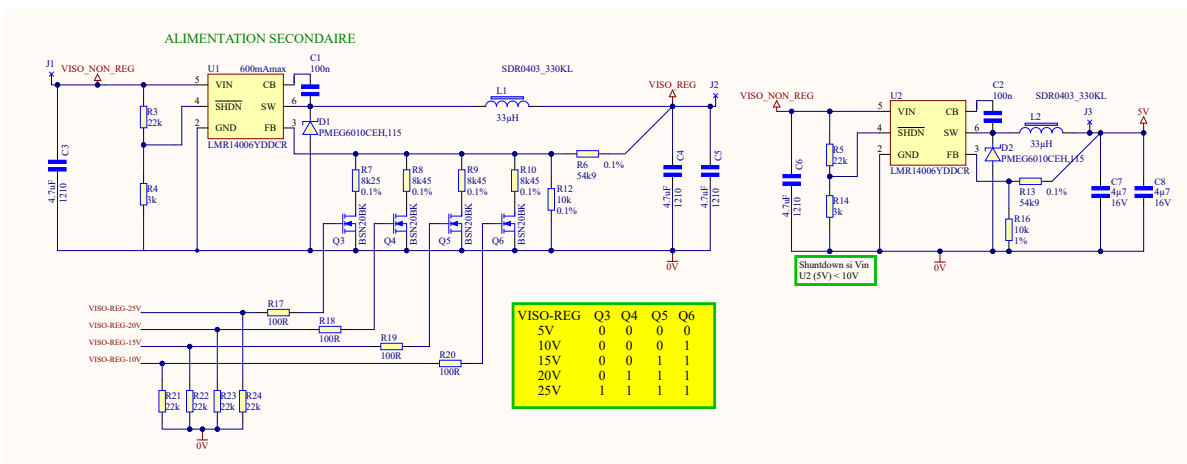 ALIMENTATION SECONDAIRE
J1
VISO_NON_REG
U1
600mAmax
C1
100n
5
VIN
CB
4
SHDN
SW
6
2
GND
FB
3
LMR14006YDDCR
R3
22k
R4
3k
C3
4.7uF
1210
D1
PMEG6010CEH,115
SDR0403_330KL
L1
33µH
VISO_REG
J2
R7
8k25
0.1%
R8
8k45
0.1%
R9
8k45
0.1%
R10
8k45
0.1%
R12
10k
0.1%
R6
0.1%
54k9
C4
4.7uF
1210
C5
4.7uF
1210
Q3
BSN20BK
Q4
BSN20BK
Q5
BSN20BK
Q6
BSN20BK
0V
VISO-REG-25V
VISO-REG-20V
VISO-REG-15V
VISO-REG-10V
R17
100R
R18
100R
R19
100R
R20
100R
R21
22k
R22
22k
R23
22k
R24
22k
0V
VISO-REG Q3 Q4 Q5 Q6
5V 0 0 0 0
10V 0 0 0 1
15V 0 0 1 1
20V 0 1 1 1
25V 1 1 1 1
VISO_NON_REG
U2
C2
100n
5
VIN
CB
4
SHDN
SW
6
2
GND
FB
3
LMR14006YDDCR
R5
22k
R14
3k
C6
4.7uF
1210
D2
PMEG6010CEH,115
SDR0403_330KL
L2
33µH
J3
5V
R13
0.1%
54k9
R16
10k
1%
C7
4µ7
16V
C8
4µ7
16V
0V
Shuntdown si Vin
U2 (5V) < 10V